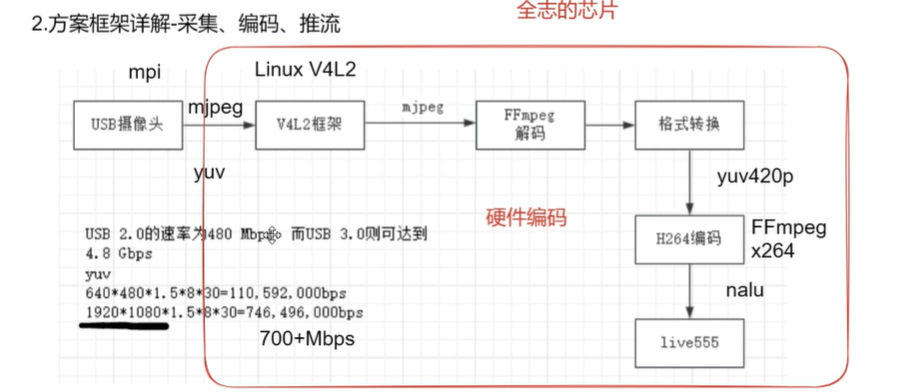 全志的芯片
2.方案框架详解-采集、编码、推流
mpi
Linux V4L2
USB摄像头
mjpeg
V4L2框架
mjpeg
FFmpeg
解码
格式转换
yuv
yuv420p
硬件编码
H264编码
FFmpeg
x264
nalu
live555
USB 2.0的速率为480 Mbps。而USB 3.0则可达到
4.8 Gbps
yuv
640*480*1.5*8*30=110,592,000bps
1920*1080*1.5*8*30=746,496,000bps
700+Mbps